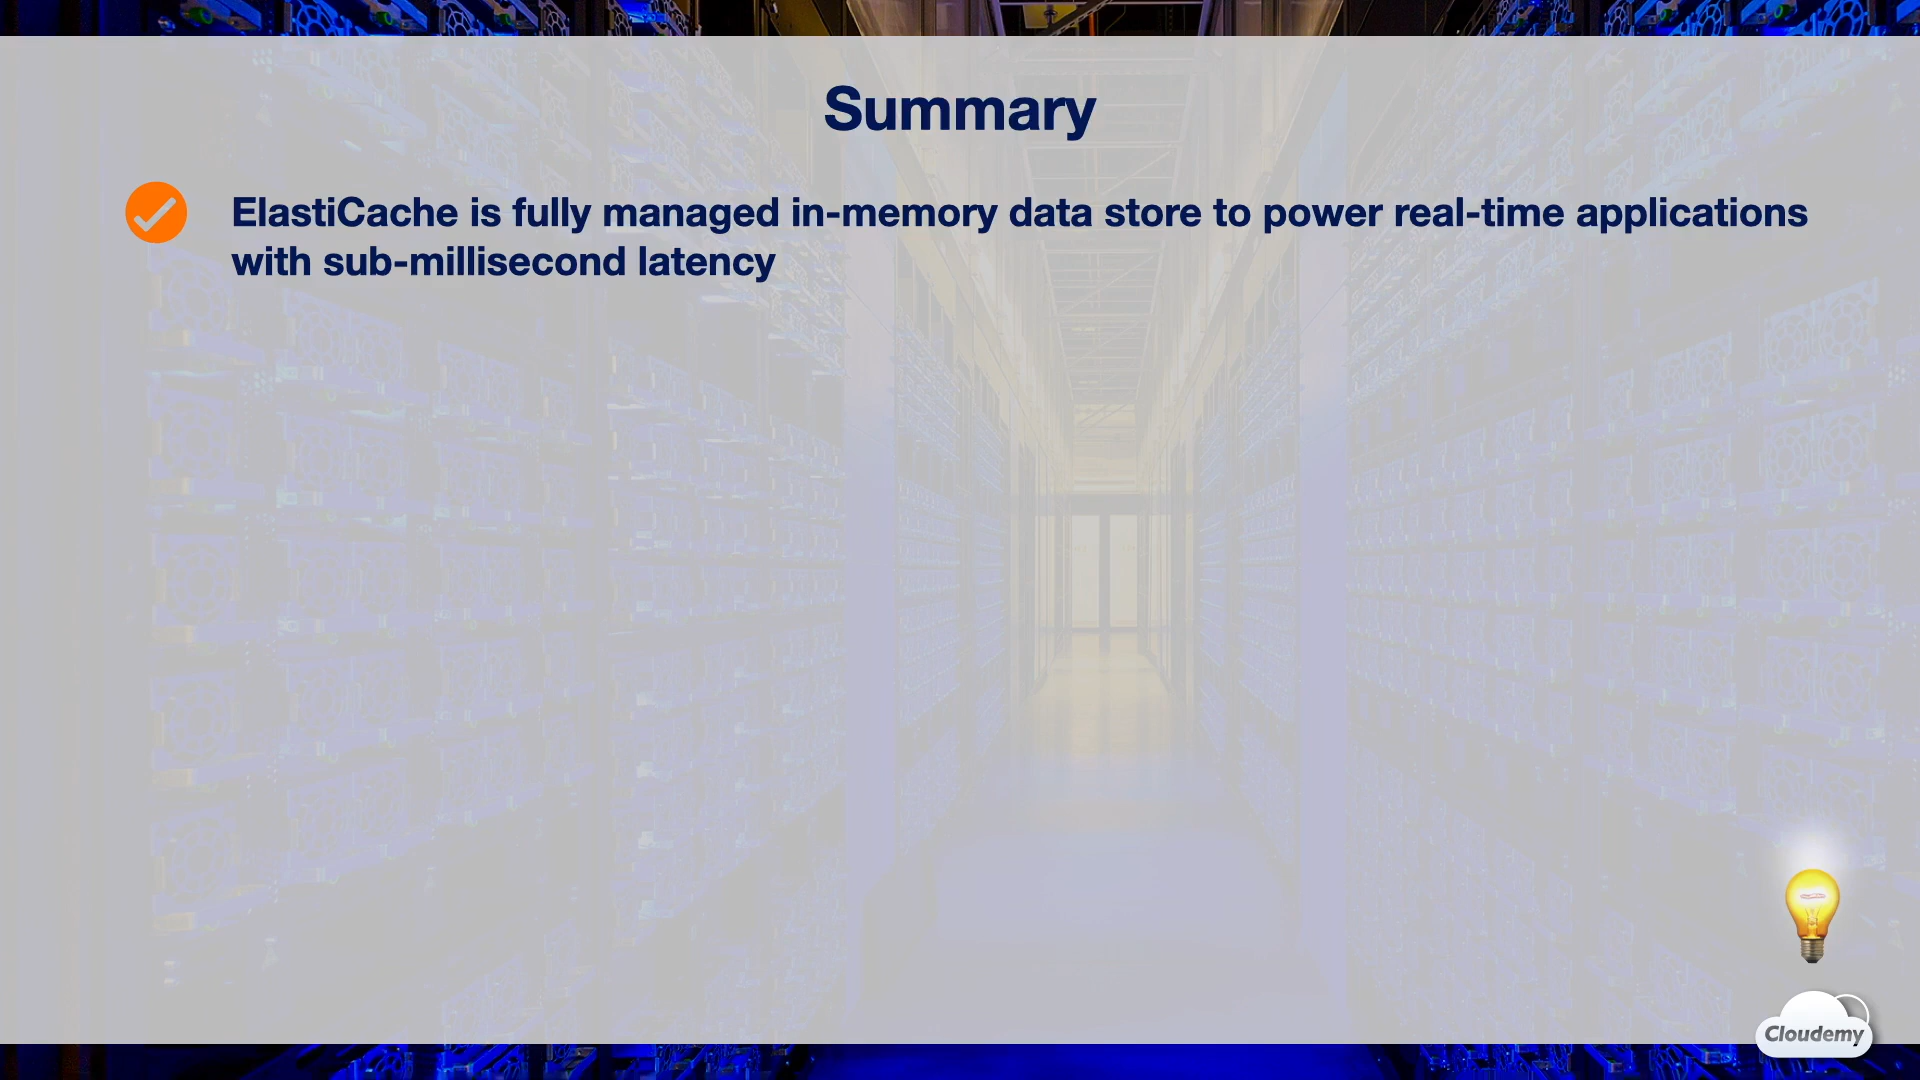 Summary
ElastiCache is fully managed in-memory data store to power real-time applications
with sub-millisecond latency
Cloudemy